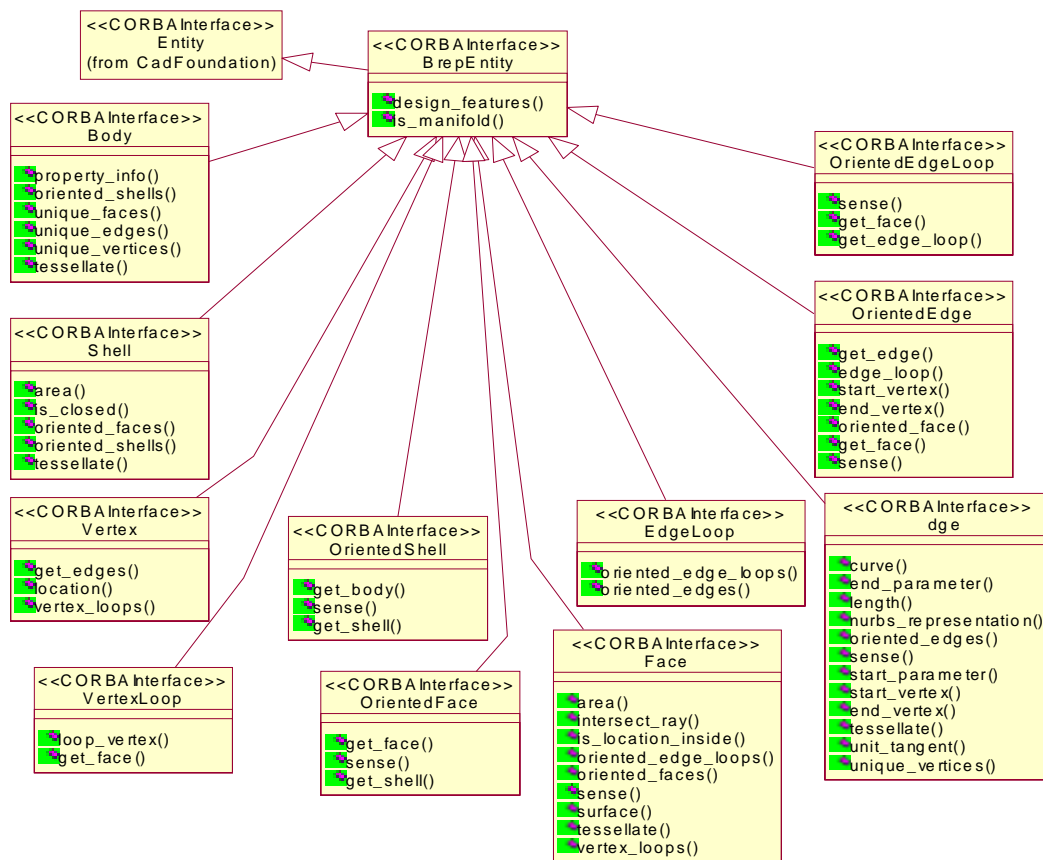 <<CORBAInterface>>
Entity
(from CadFoundation)
<<CORBAInterface>>
BrepEntity
design_features()
is_manifold()
<<CORBAInterface>>
Body
property_info()
oriented_shells()
unique_faces()
unique_edges()
unique_vertices()
tessellate()
<<CORBAInterface>>
OrientedEdgeLoop
sense()
get_face()
get_edge_loop()
<<CORBAInterface>>
OrientedEdge
get_edge()
edge_loop()
start_vertex()
end_vertex()
oriented_face()
get_face()
sense()
<<CORBAInterface>>
Shell
area()
is_closed()
oriented_faces()
oriented_shells()
tessellate()
<<CORBAInterface>>
Vertex
get_edges()
location()
vertex_loops()
<<CORBAInterface>>
OrientedShell
get_body()
sense()
get_shell()
<<CORBAInterface>>
EdgeLoop
oriented_edge_loops()
oriented_edges()
<<CORBAInterface>>
dge
curve()
end_parameter()
length()
nurbs_representation()
oriented_edges()
sense()
start_parameter()
start_vertex()
end_vertex()
tessellate()
unit_tangent()
unique_vertices()
<<CORBAInterface>>
VertexLoop
loop_vertex()
get_face()
<<CORBAInterface>>
OrientedFace
get_face()
sense()
get_shell()
<<CORBAInterface>>
Face
area()
intersect_ray()
is_location_inside()
oriented_edge_loops()
oriented_faces()
sense()
surface()
tessellate()
vertex_loops()